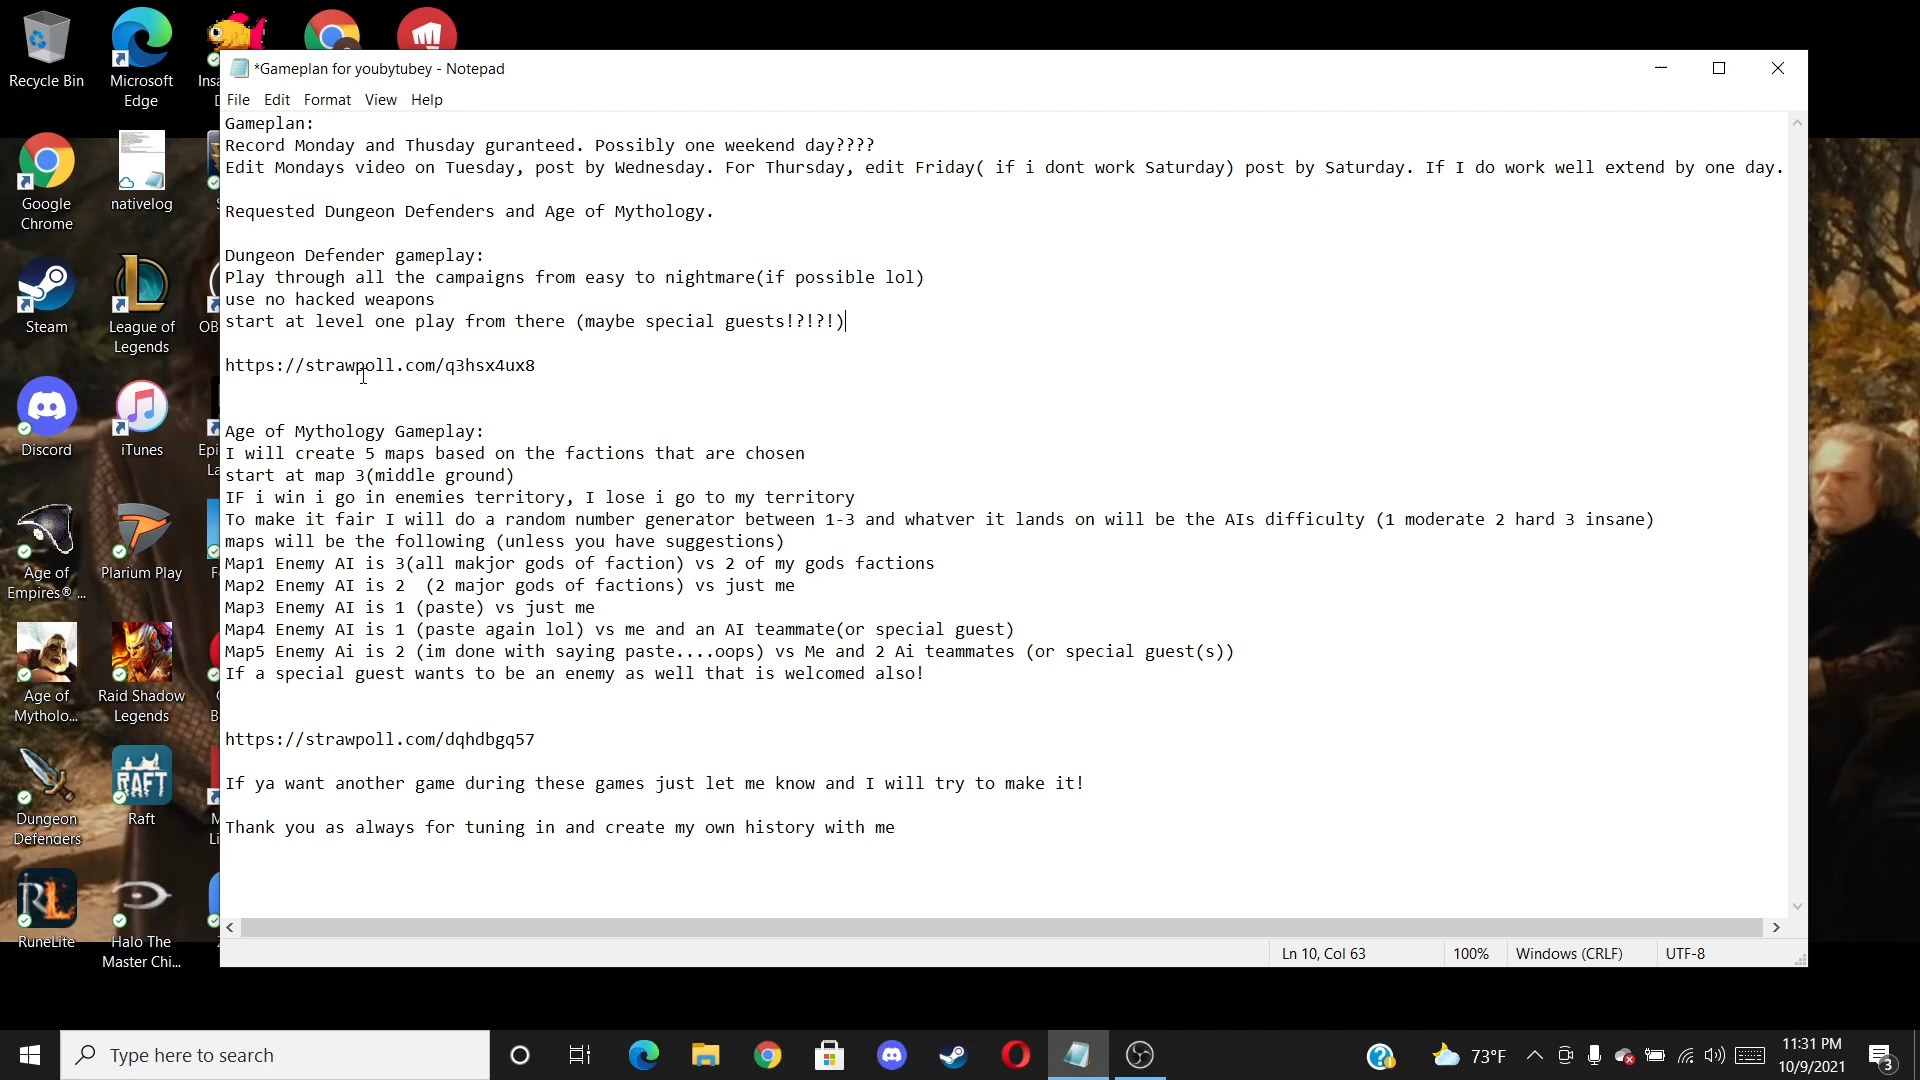 Recycle Bin
Microsoft
Edge
*Gameplan for youbytubey - Notepad
File Edit Format View Help
Gameplan:
Record Monday and Thusday guranteed. Possibly one weekend day????
Edit Mondays video on Tuesday, post by Wednesday. For Thursday, edit Friday( if i dont work Saturday) post by Saturday. If I do work well extend by one day.
Requested Dungeon Defenders and Age of Mythology.
Dungeon Defender gameplay:
Play through all the campaigns from easy to nightmare(if possible lol)
use no hacked weapons
start at level one play from there (maybe special guests!?!?!)
https://strawpoll.com/q3hsx4ux8
Age of Mythology Gameplay:
I will create 5 maps based on the factions that are chosen
start at map 3(middle ground)
IF i win i go in enemies territory, I lose i go to my territory
To make it fair I will do a random number generator between 1-3 and whatver it lands on will be the AIs difficulty (1 moderate 2 hard 3 insane)
maps will be the following (unless you have suggestions)
Map1 Enemy AI is 3(all makjor gods of faction) vs 2 of my gods factions
Map2 Enemy AI is 2  (2 major gods of factions) vs just me
Map3 Enemy AI is 1 (paste) vs just me
Map4 Enemy AI is 1 (paste again lol) vs me and an AI teammate(or special guest)
Map5 Enemy Ai is 2 (im done with saying paste....oops) vs Me and 2 Ai teammates (or special guest(s))
If a special guest wants to be an enemy as well that is welcomed also!
https://strawpoll.com/dqhdbgq57
If ya want another game during these games just let me know and I will try to make it!
Thank you as always for tuning in and create my own history with me
Google
Chrome
nativelog
Steam
League of
Legends
Discord
iTunes
Age of
Empires® ...
Plarium Play
Age of
Mytholo...
Raid Shadow
Legends
Dungeon
Defenders
RAFT
Raft
RuneLite
Halo The
Master Chi...
Ln 10, Col 63
100%
Windows (CRLF)
UTF-8
Type here to search
73°F
11:31 PM
10/9/2021
3